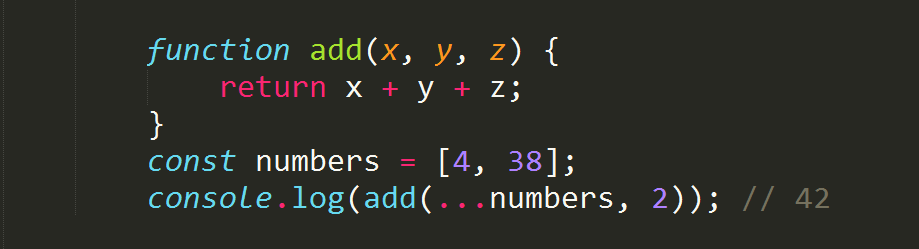 function add(x, y, z) {
    return x + y + z;
}
const numbers = [4, 38];
console.log(add(...numbers, 2)); // 42